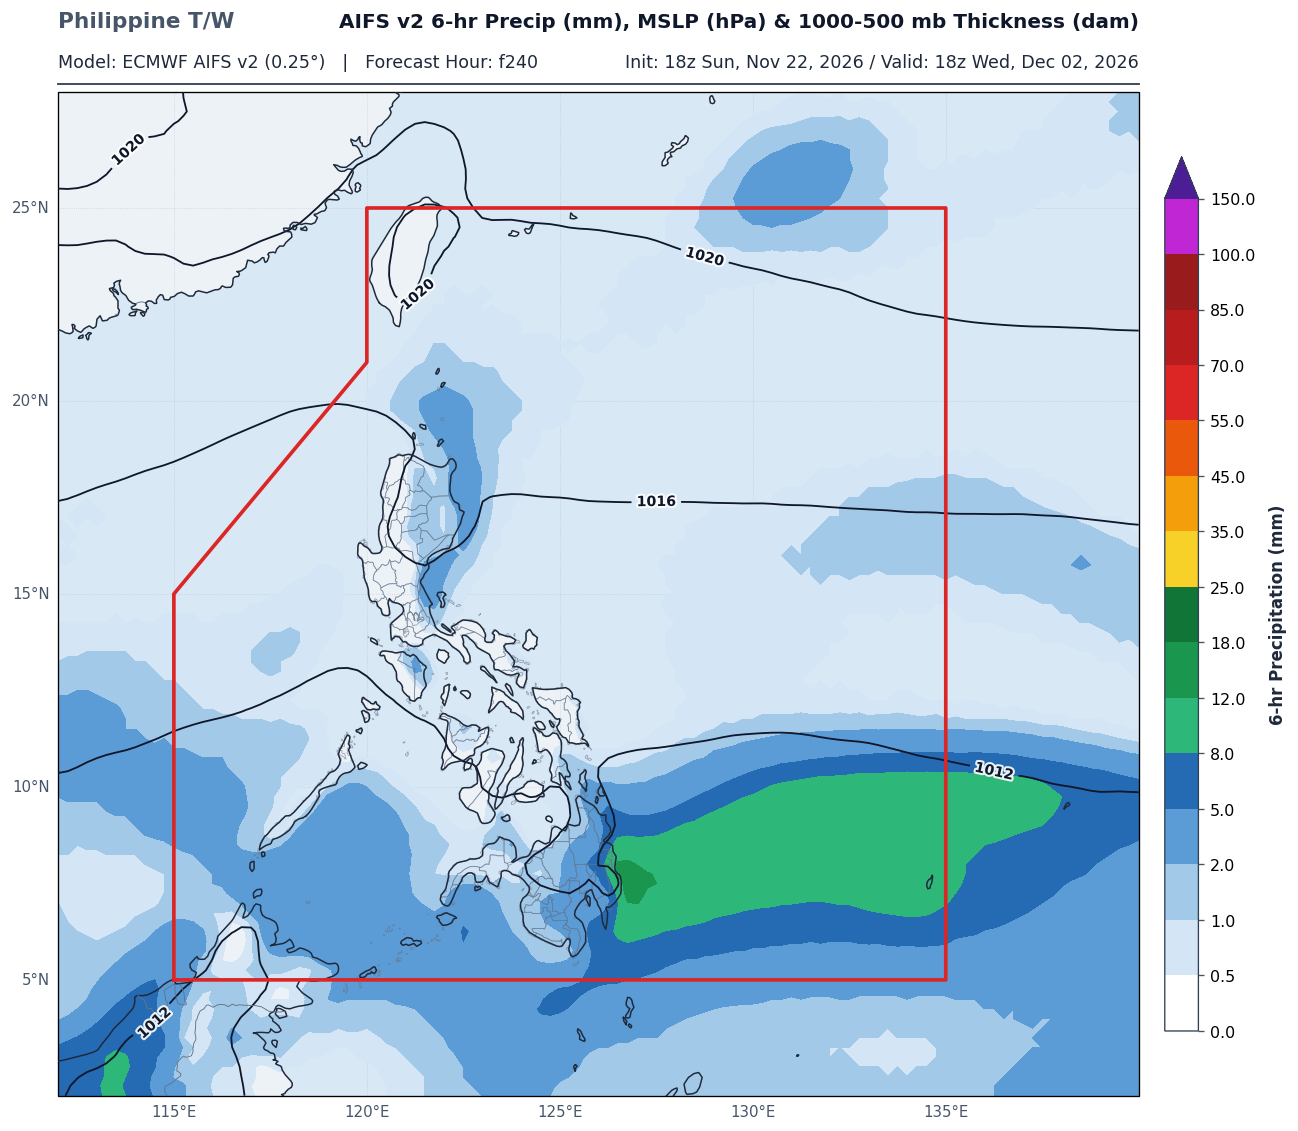 Philippine T/W
AIFS v2 6-hr Precip (mm), MSLP (hPa) & 1000-500 mb Thickness (dam)
Model: ECMWF AIFS v2 (0.25°) | Forecast Hour: f240
Init: 18z Sun, Nov 22, 2026 / Valid: 18z Wed, Dec 02, 2026
1020
1020
1020
1016
1012
1012
25°N
20°N
15°N
10°N
5°N
115°E
120°E
125°E
130°E
135°E
150.0
100.0
85.0
70.0
55.0
45.0
35.0
25.0
18.0
12.0
8.0
5.0
2.0
1.0
0.5
0.0
6-hr Precipitation (mm)